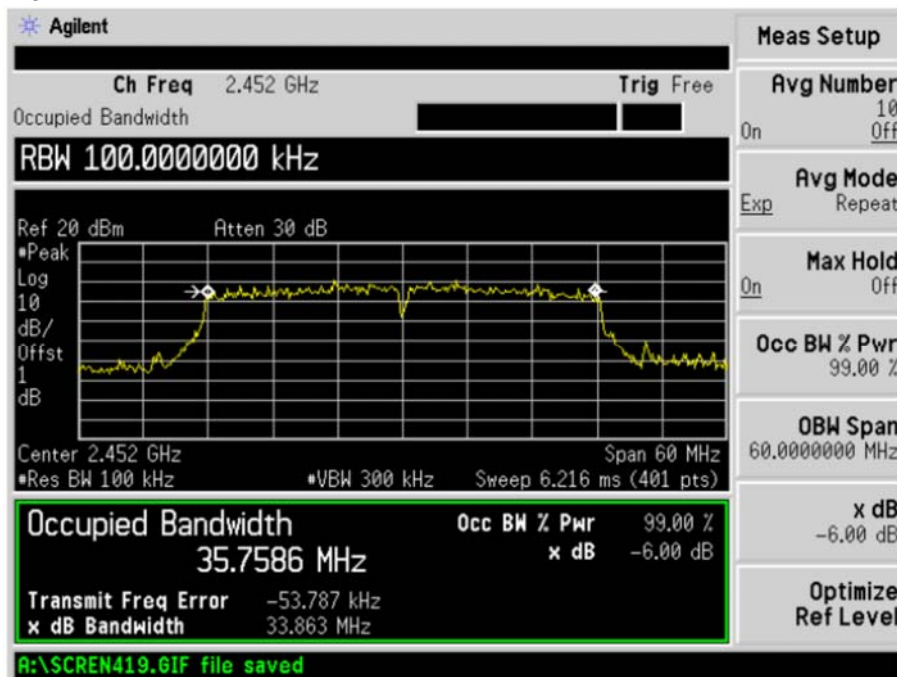 Agilent
Meas Setup
Ch Freq 2.452 GHz Trig Free
Occupied Bandwidth
Avg Number
10
On Off
RBW 100.0000000 kHz
Avg Mode
Exp Repeat
Ref 20 dBm Atten 30 dB
#Peak
Log
10
dB/
Offst
1
dB
Max Hold
On Off
Occ BW % Pwr
99.00 %
Center 2.452 GHz Span 60 MHz
#Res BW 100 kHz #VBW 300 kHz Sweep 6.216 ms (401 pts)
OBW Span
60.0000000 MHz
Occupied Bandwidth Occ BW % Pwr 99.00 %
35.7586 MHz x dB -6.00 dB
Transmit Freq Error -53.787 kHz
x dB Bandwidth 33.863 MHz
x dB
-6.00 dB
Optimize
Ref Level
A:\SCREN419.GIF file saved